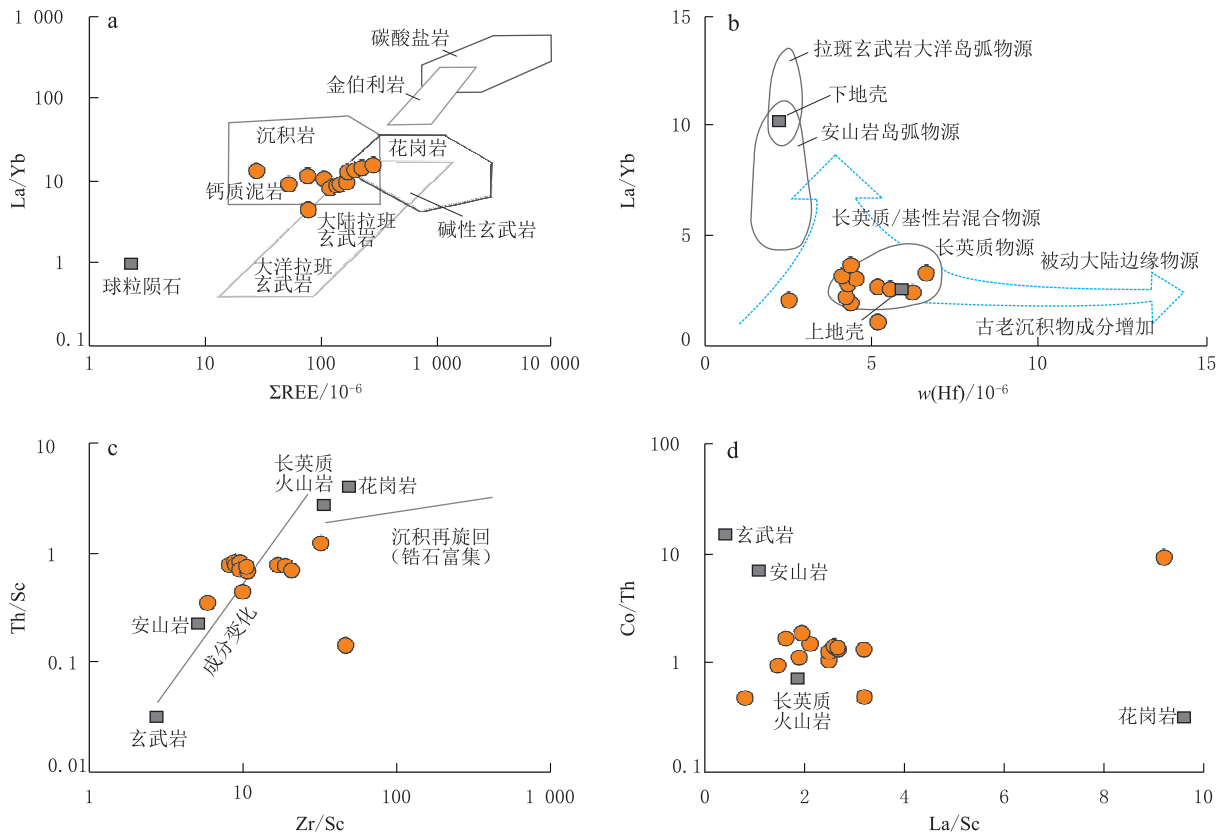 a
1 000
100
10
1
0.1
La/Yb
碳酸盐岩
金伯利岩
沉积岩
花岗岩
钙质泥岩
大陆拉斑
玄武岩
碱性玄武岩
大洋拉斑
玄武岩
球粒陨石
1
10
100
1 000
10 000
ΣREE/10⁻⁶
b
15
10
5
0
La/Yb
拉斑玄武岩大洋岛弧物源
下地壳
安山岩岛弧物源
长英质/基性岩混合物源
长英质物源
被动大陆边缘物源
上地壳
古老沉积物成分增加
0
5
10
15
w(Hf)/10⁻⁶
c
10
1
0.1
0.01
Th/Sc
长英质
火山岩
花岗岩
沉积再旋回
（锆石富集）
安山岩
成分变化
玄武岩
1
10
100
1 000
Zr/Sc
d
100
10
1
0.1
Co/Th
玄武岩
安山岩
长英质
火山岩
花岗岩
0
2
4
6
8
10
La/Sc